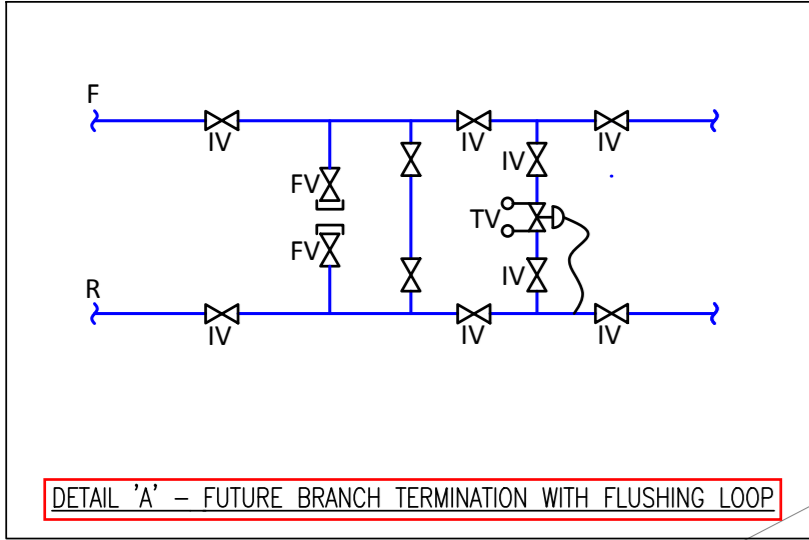 F
IV
IV
IV
FV
IV
TV
FV
IV
R
IV
IV
IV
DETAIL 'A' – FUTURE BRANCH TERMINATION WITH FLUSHING LOOP